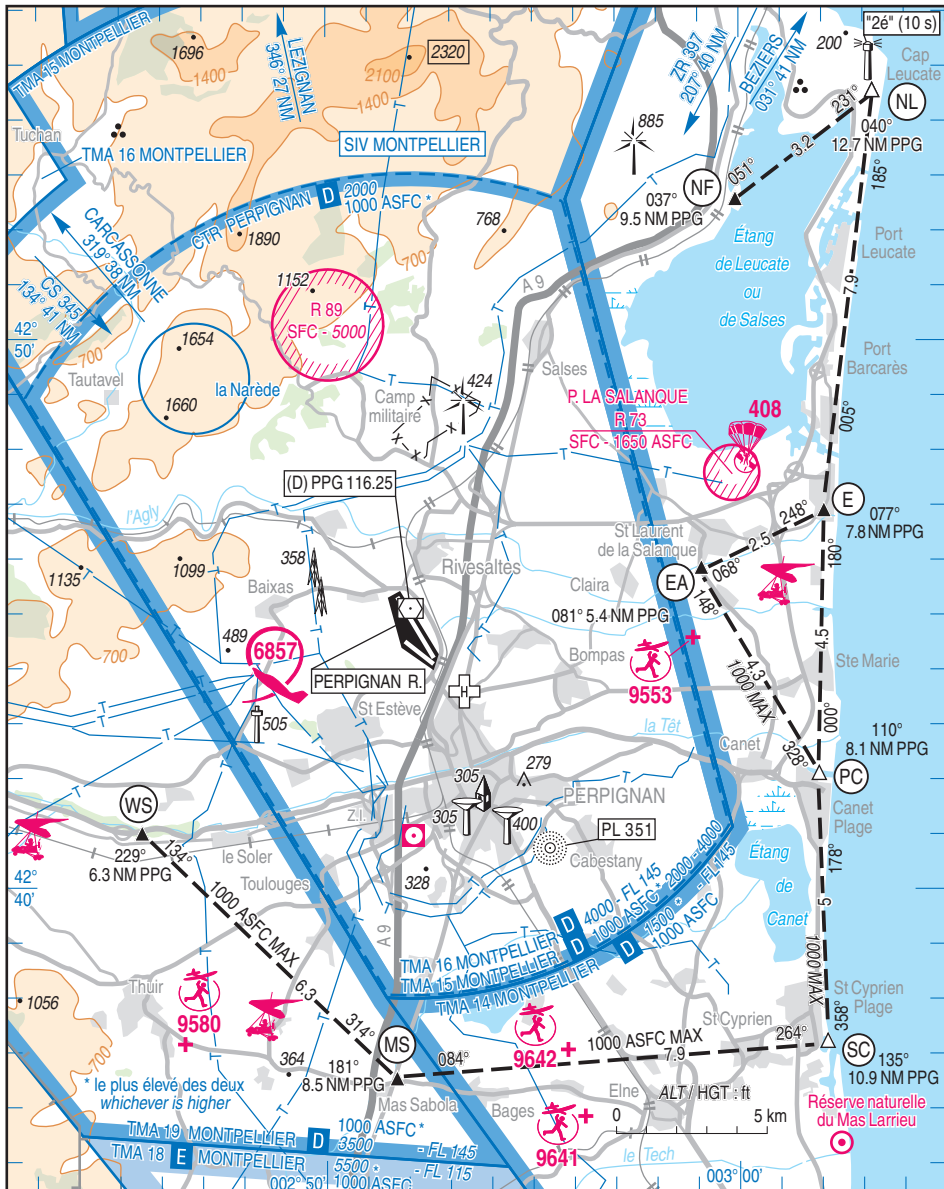 "2é" (10 s)
1696
1400
LEZIGNAN
346° 27 NM
2320
2100
1400
ZR 397
207° 40 NM
BEZIERS
031° 41 NM
200
Cap
Leucate
TMA 15 MONTPELLIER
Tuchan
TMA 16 MONTPELLIER
SIV MONTPELLIER
885
231°
NL
040°
12.7 NM PPG
3.2
051°
NF
037°
9.5 NM PPG
185°
CTR PERPIGNAN D 2000
1000 ASFC *
1890
768
700
Étang
de Leucate
ou
de Salses
Port
Leucate
7.9
CARCASSONNE
319° 38 NM
CS 345
134° 41 NM
1152
R 89
SFC - 5000
A 9
42°
50'
700
1654
la Narède
1660
Tautavel
Salses
Camp
militaire
424
Port
Barcarès
P. LA SALANQUE
R 73
SFC - 1650 ASFC
408
005°
(D) PPG 116.25
l'Agly
E
077°
7.8 NM PPG
248°
2.5
068°
180°
St Laurent
de la Salanque
358
Rivesaltes
1135
1099
Baixas
Claira
EA
148°
081° 5.4 NM PPG
489
6857
700
PERPIGNAN R.
Bompas
9553
4.3
1000 MAX
4.5
Ste Marie
505
St Estève
H
la Têt
Canet
000°
328°
110°
8.1 NM PPG
PC
Canet
Plage
279
305
305
400
PERPIGNAN
WS
229°
6.3 NM PPG
134°
Z.I.
le Soler
PL 351
Cabestany
Étang
de
Canet
178°
5
1000 MAX
42°
40'
Toulouges
328
1000 ASFC MAX
6.3
A 9
TMA 16 MONTPELLIER D 4000 - FL 145
TMA 15 MONTPELLIER D 1000 ASFC * 2000 - 4000
TMA 14 MONTPELLIER D 1500 * - FL145
1000 ASFC
Thuir
1056
700
9580
314°
MS
St Cyprien
St Cyprien
Plage
358°
9642
1000 ASFC MAX
264°
084°
7.9
SC
135°
10.9 NM PPG
364
181°
8.5 NM PPG
* le plus élevé des deux
whichever is higher
Mas Sabola
Bages
Elne
ALT / HGT : ft
0
5 km
Réserve naturelle
du Mas Larrieu
9641
le Tech
TMA 19 MONTPELLIER D 1000 ASFC *
3500 - FL 145
TMA 18 E MONTPELLIER 5500 * - FL 115
1000 ASFC
002° 50'
003° 00'